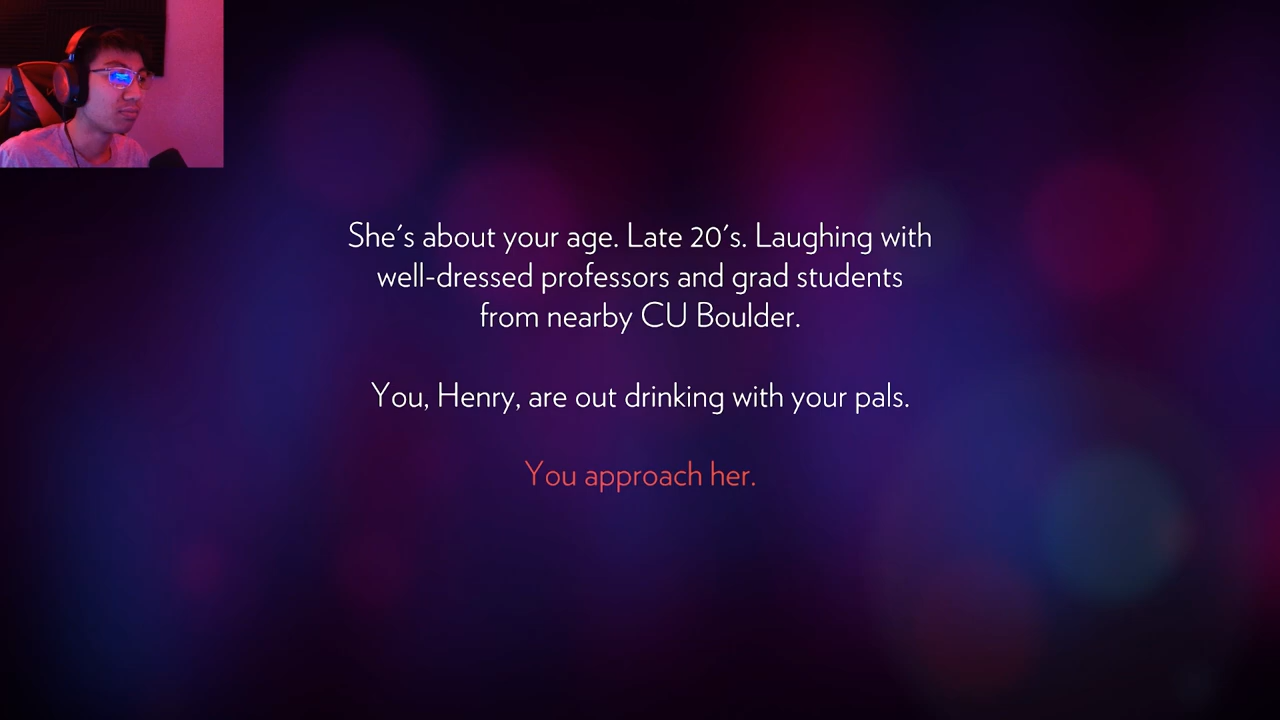 She's about your age. Late 20's. Laughing with
well-dressed professors and grad students
from nearby CU Boulder.
You, Henry, are out drinking with your pals.
You approach her.